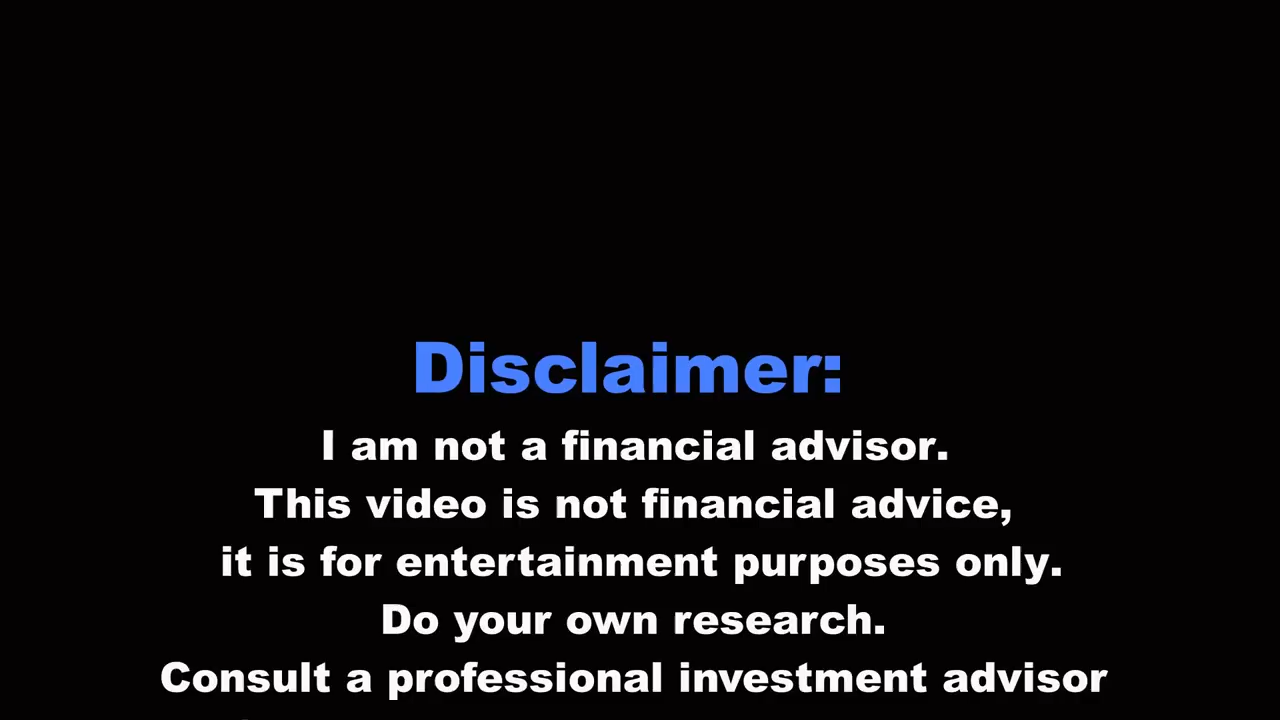 Disclaimer:
I am not a financial advisor.
This video is not financial advice,
it is for entertainment purposes only.
Do your own research.
Consult a professional investment advisor